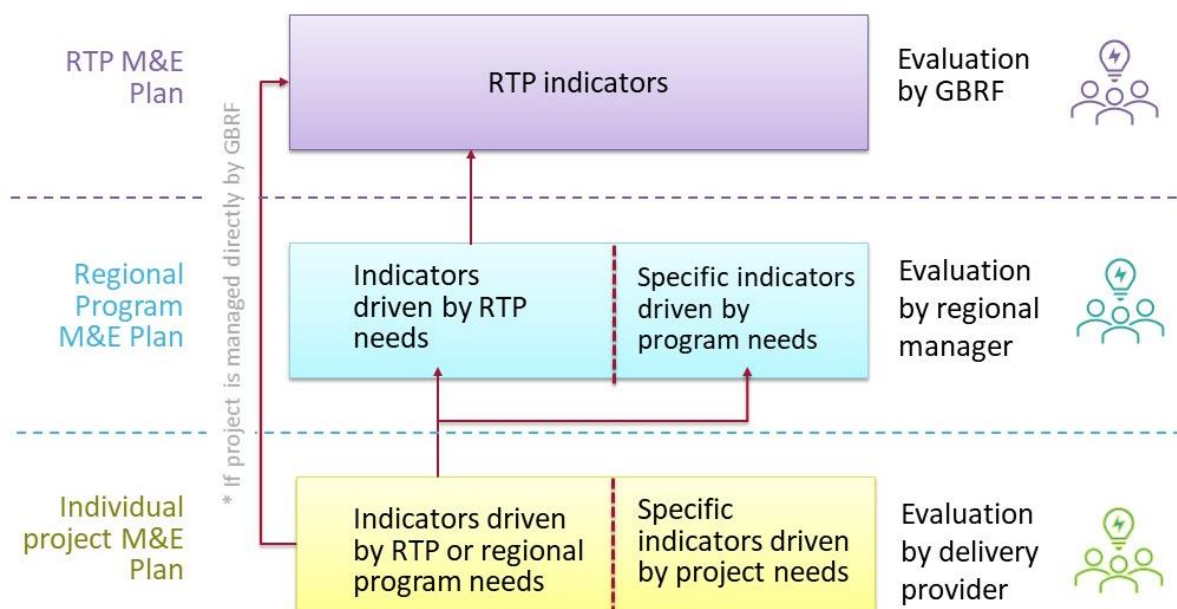 RTP M&E
Plan
RTP indicators
Evaluation
by GBRF
* If project is managed directly by GBRF
Regional
Program
M&E Plan
Indicators
driven by RTP
needs
Specific indicators
driven by
program needs
Evaluation
by regional
manager
Individual
project M&E
Plan
Indicators driven
by RTP or regional
program needs
Specific
indicators driven
by project needs
Evaluation
by delivery
provider